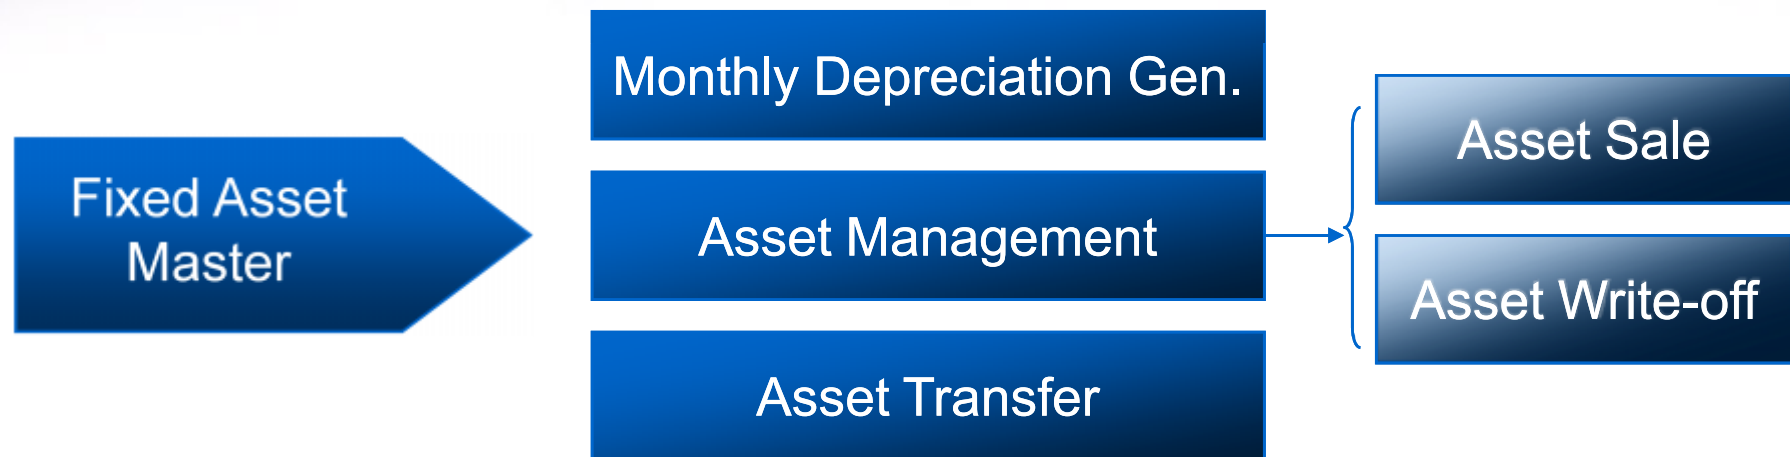 Fixed Asset
Master
Monthly Depreciation Gen.
Asset Management
Asset Transfer
Asset Sale
Asset Write-off